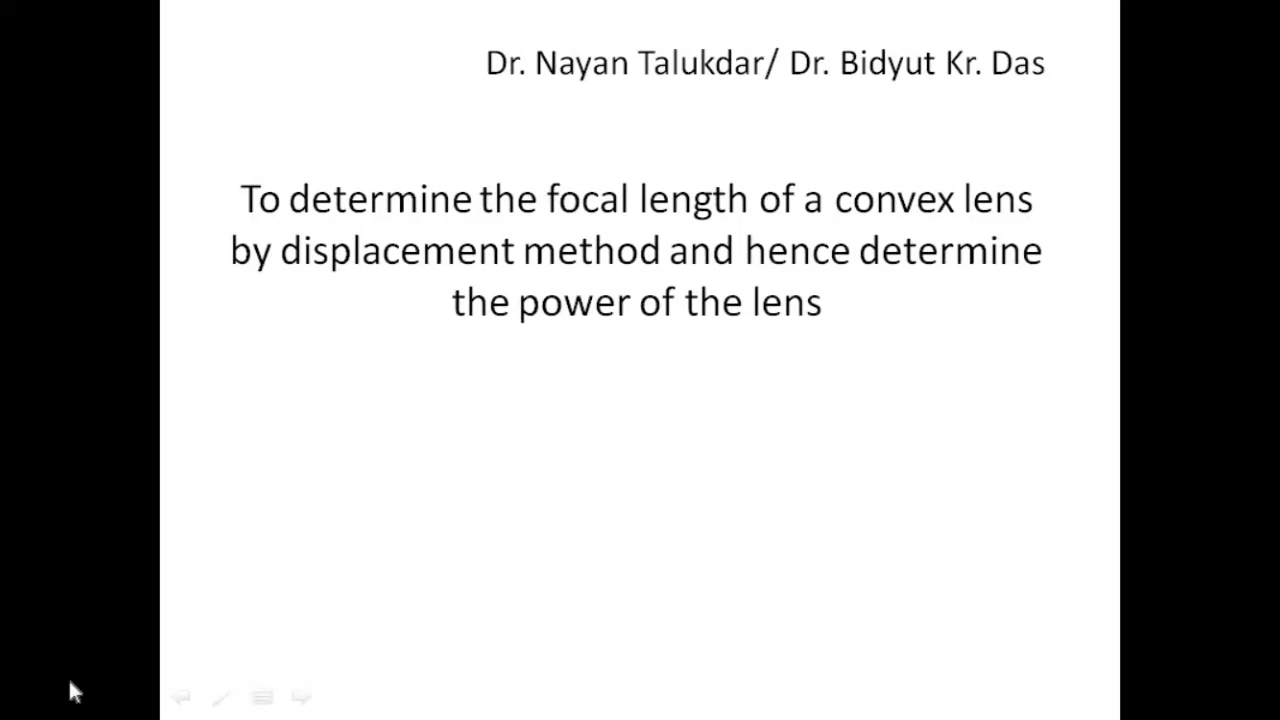 Dr. Nayan Talukdar/ Dr. Bidyut Kr. Das
To determine the focal length of a convex lens
by displacement method and hence determine
the power of the lens